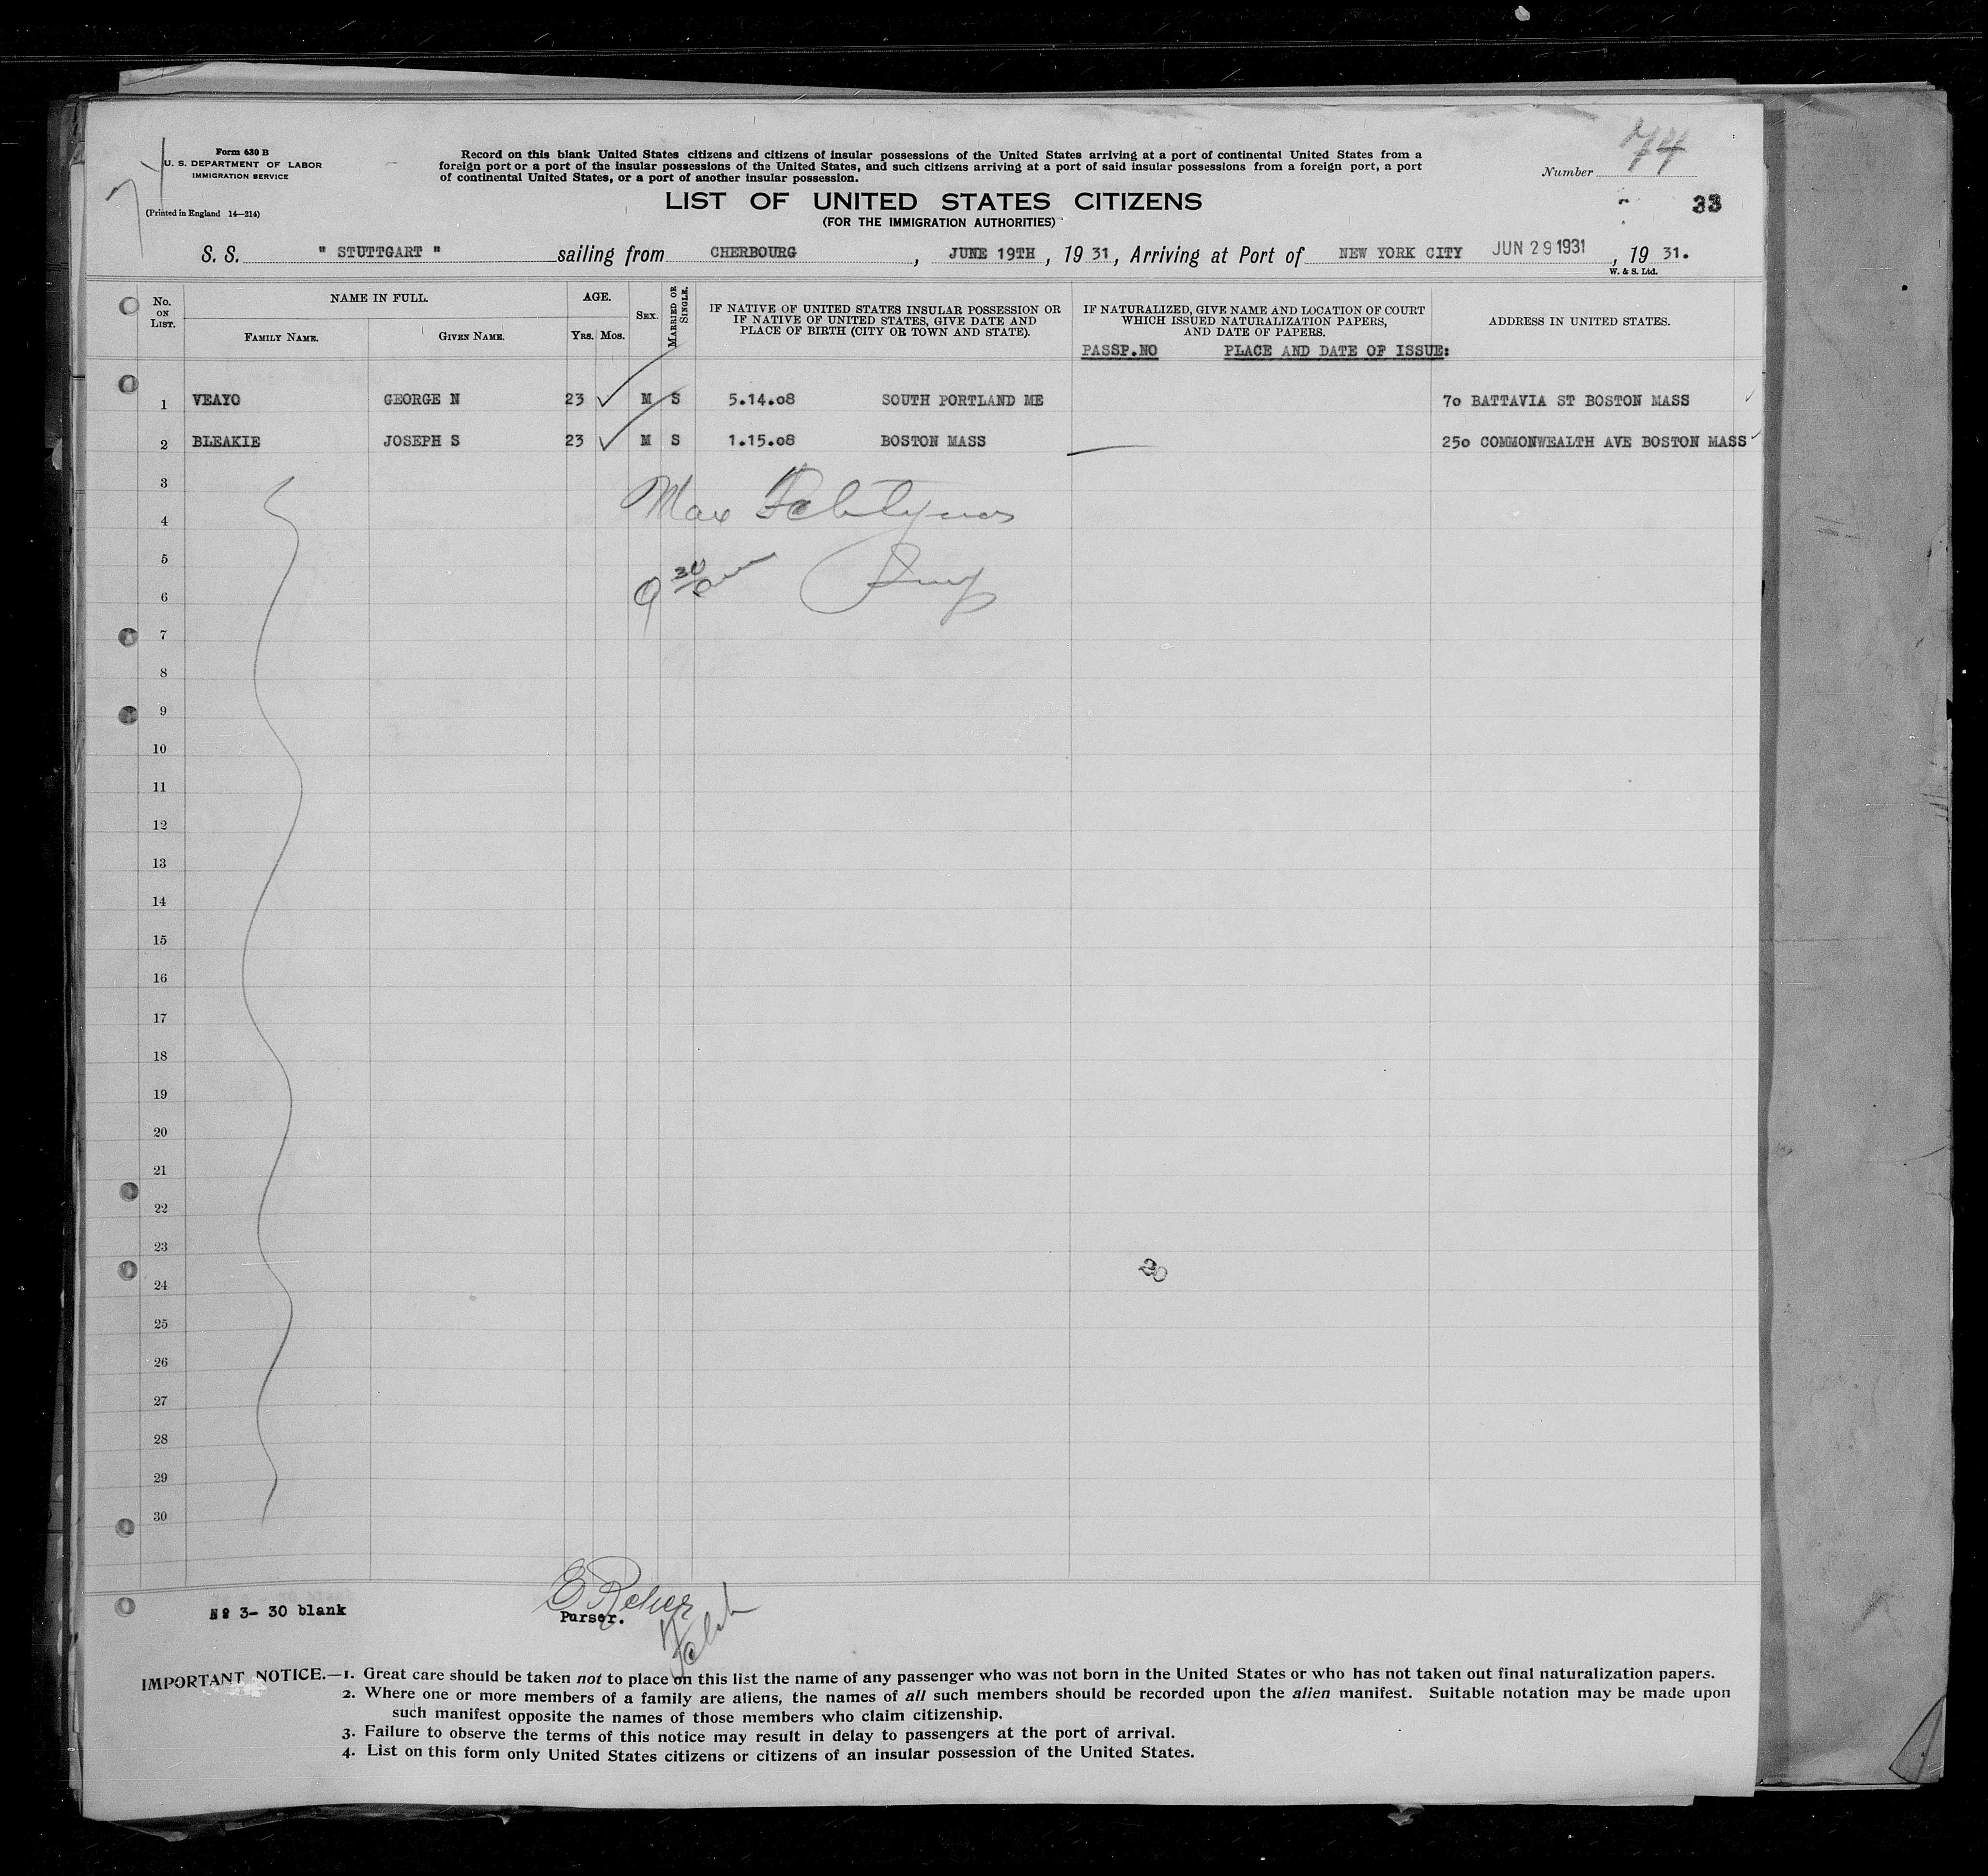 Form 630 B
U. S. DEPARTMENT OF LABOR
IMMIGRATION SERVICE
(Printed in England 14—214)
Record on this blank United States citizens and citizens of insular possessions of the United States arriving at a port of continental United States from a
foreign port or a port of the insular possessions of the United States, and such citizens arriving at a port of said insular possessions from a foreign port, a port
of continental United States, or a port of another insular possession.
Number 74
33
LIST OF UNITED STATES CITIZENS
(FOR THE IMMIGRATION AUTHORITIES)
S. S. " STUTTGART " sailing from CHERBOURG , JUNE 19TH , 19 31 , Arriving at Port of NEW YORK CITY JUN 29 1931 , 19 31.
W. & S. Ltd.
No. ON LIST.
NAME IN FULL.
FAMILY NAME. GIVEN NAME.
AGE.
Yrs. Mos.
SEX.
MARRIED OR SINGLE.
IF NATIVE OF UNITED STATES INSULAR POSSESSION OR
IF NATIVE OF UNITED STATES, GIVE DATE AND
PLACE OF BIRTH (CITY OR TOWN AND STATE).
IF NATURALIZED, GIVE NAME AND LOCATION OF COURT
WHICH ISSUED NATURALIZATION PAPERS,
AND DATE OF PAPERS.
PASSP.NO PLACE AND DATE OF ISSUE:
ADDRESS IN UNITED STATES.
1 VEAYO GEORGE N 23 M S 5.14.08 SOUTH PORTLAND ME 70 BATTAVIA ST BOSTON MASS
2 BLEAKIE JOSEPH S 23 M S 1.15.08 BOSTON MASS 250 COMMONWEALTH AVE BOSTON MASS
3
Max
4
5
9 30
6
7
8
9
10
11
12
13
14
15
16
17
18
19
20
21
22
23
24
25
26
27
28
29
30
Nº 3- 30 blank
Purser.
IMPORTANT NOTICE.—1. Great care should be taken not to place on this list the name of any passenger who was not born in the United States or who has not taken out final naturalization papers.
2. Where one or more members of a family are aliens, the names of all such members should be recorded upon the alien manifest. Suitable notation may be made upon
such manifest opposite the names of those members who claim citizenship.
3. Failure to observe the terms of this notice may result in delay to passengers at the port of arrival.
4. List on this form only United States citizens or citizens of an insular possession of the United States.